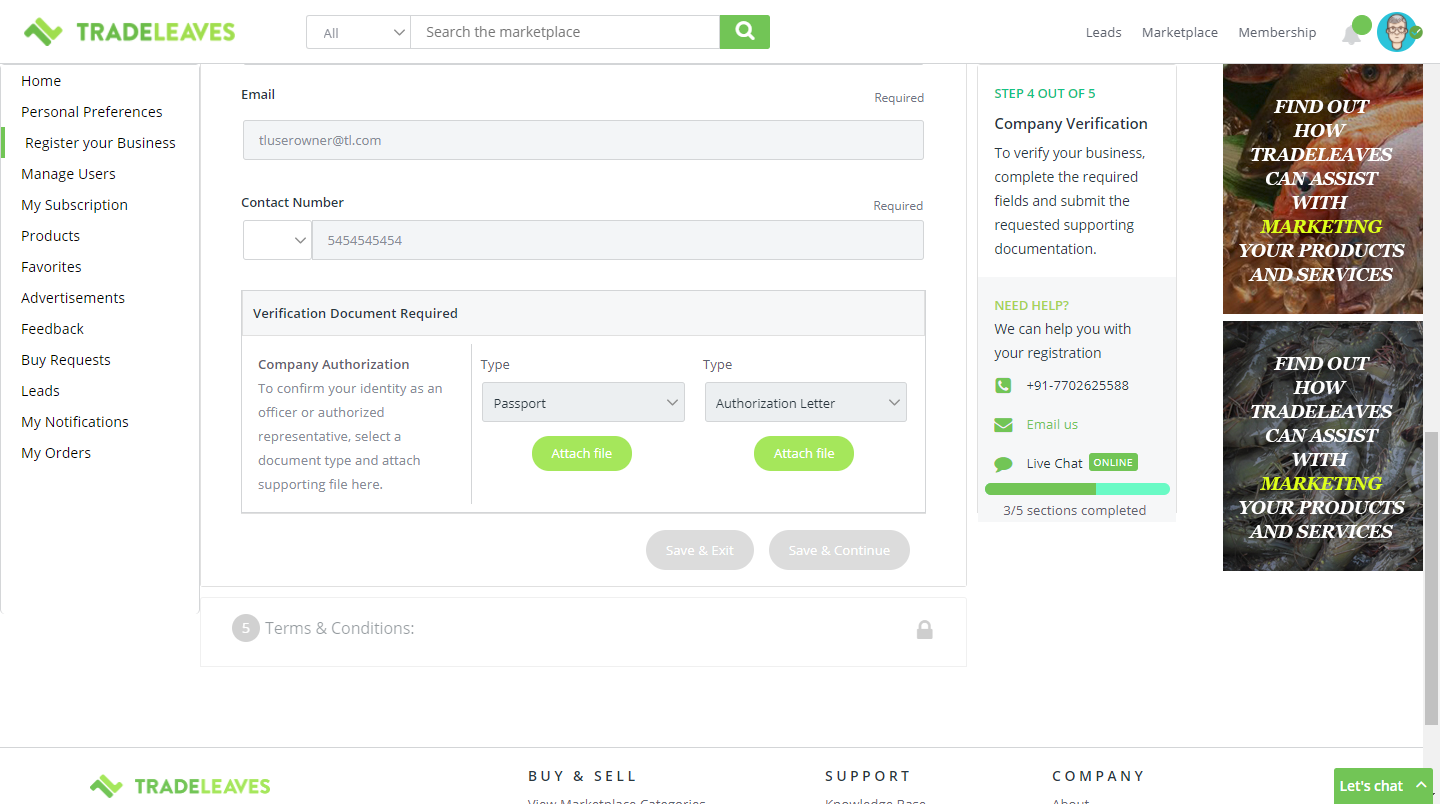 TRADELEAVES
All
Search the marketplace
Leads
Marketplace
Membership
Home
Personal Preferences
Register your Business
Manage Users
My Subscription
Products
Favorites
Advertisements
Feedback
Buy Requests
Leads
My Notifications
My Orders
Email
Required
tluserowner@tl.com
Contact Number
Required
5454545454
Verification Document Required
Company Authorization
To confirm your identity as an
officer or authorized
representative, select a
document type and attach
supporting file here.
Type
Passport
Attach file
Type
Authorization Letter
Attach file
Save & Exit
Save & Continue
5
Terms & Conditions:
STEP 4 OUT OF 5
Company Verification
To verify your business,
complete the required
fields and submit the
requested supporting
documentation.
NEED HELP?
We can help you with
your registration
+91-7702625588
Email us
Live Chat ONLINE
3/5 sections completed
FIND OUT
HOW
TRADELEAVES
CAN ASSIST
WITH
MARKETING
YOUR PRODUCTS
AND SERVICES
FIND OUT
HOW
TRADELEAVES
CAN ASSIST
WITH
MARKETING
YOUR PRODUCTS
AND SERVICES
TRADELEAVES
BUY & SELL
View Marketplace Categories
SUPPORT
Knowledge Base
COMPANY
About
Let's chat